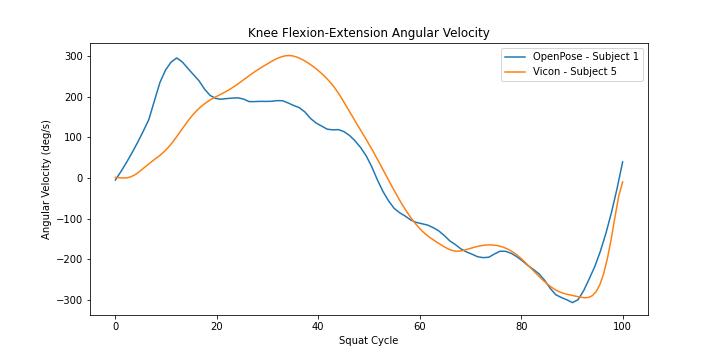 Knee Flexion-Extension Angular Velocity
OpenPose - Subject 1
Vicon - Subject 5
Angular Velocity (deg/s)
300
200
100
0
−100
−200
−300
0
20
40
60
80
100
Squat Cycle